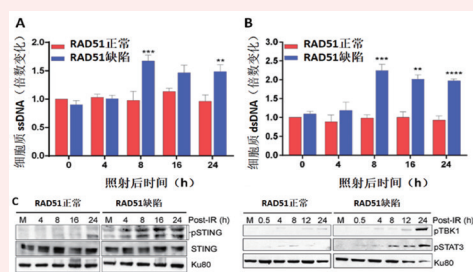 A
RAD51正常
RAD51缺陷
细胞质 ssDNA（倍数变化）
2.0
1.5
1.0
0.5
0.0
***
**
0 4 8 16 24
照射后时间（h）
B
RAD51正常
RAD51缺陷
细胞质 dsDNA（倍数变化）
3.0
2.5
2.0
1.5
1.0
0.5
0.0
***
**
****
0 4 8 16 24
照射后时间（h）
C
RAD51正常 RAD51缺陷
M 4 8 16 24 M 4 8 16 24 Post-IR (h)
pSTING
STING
Ku80
RAD51正常 RAD51缺陷
M 0.5 4 8 12 24 M 0.5 4 8 12 24 Post-IR (h)
pTBK1
pSTAT3
Ku80